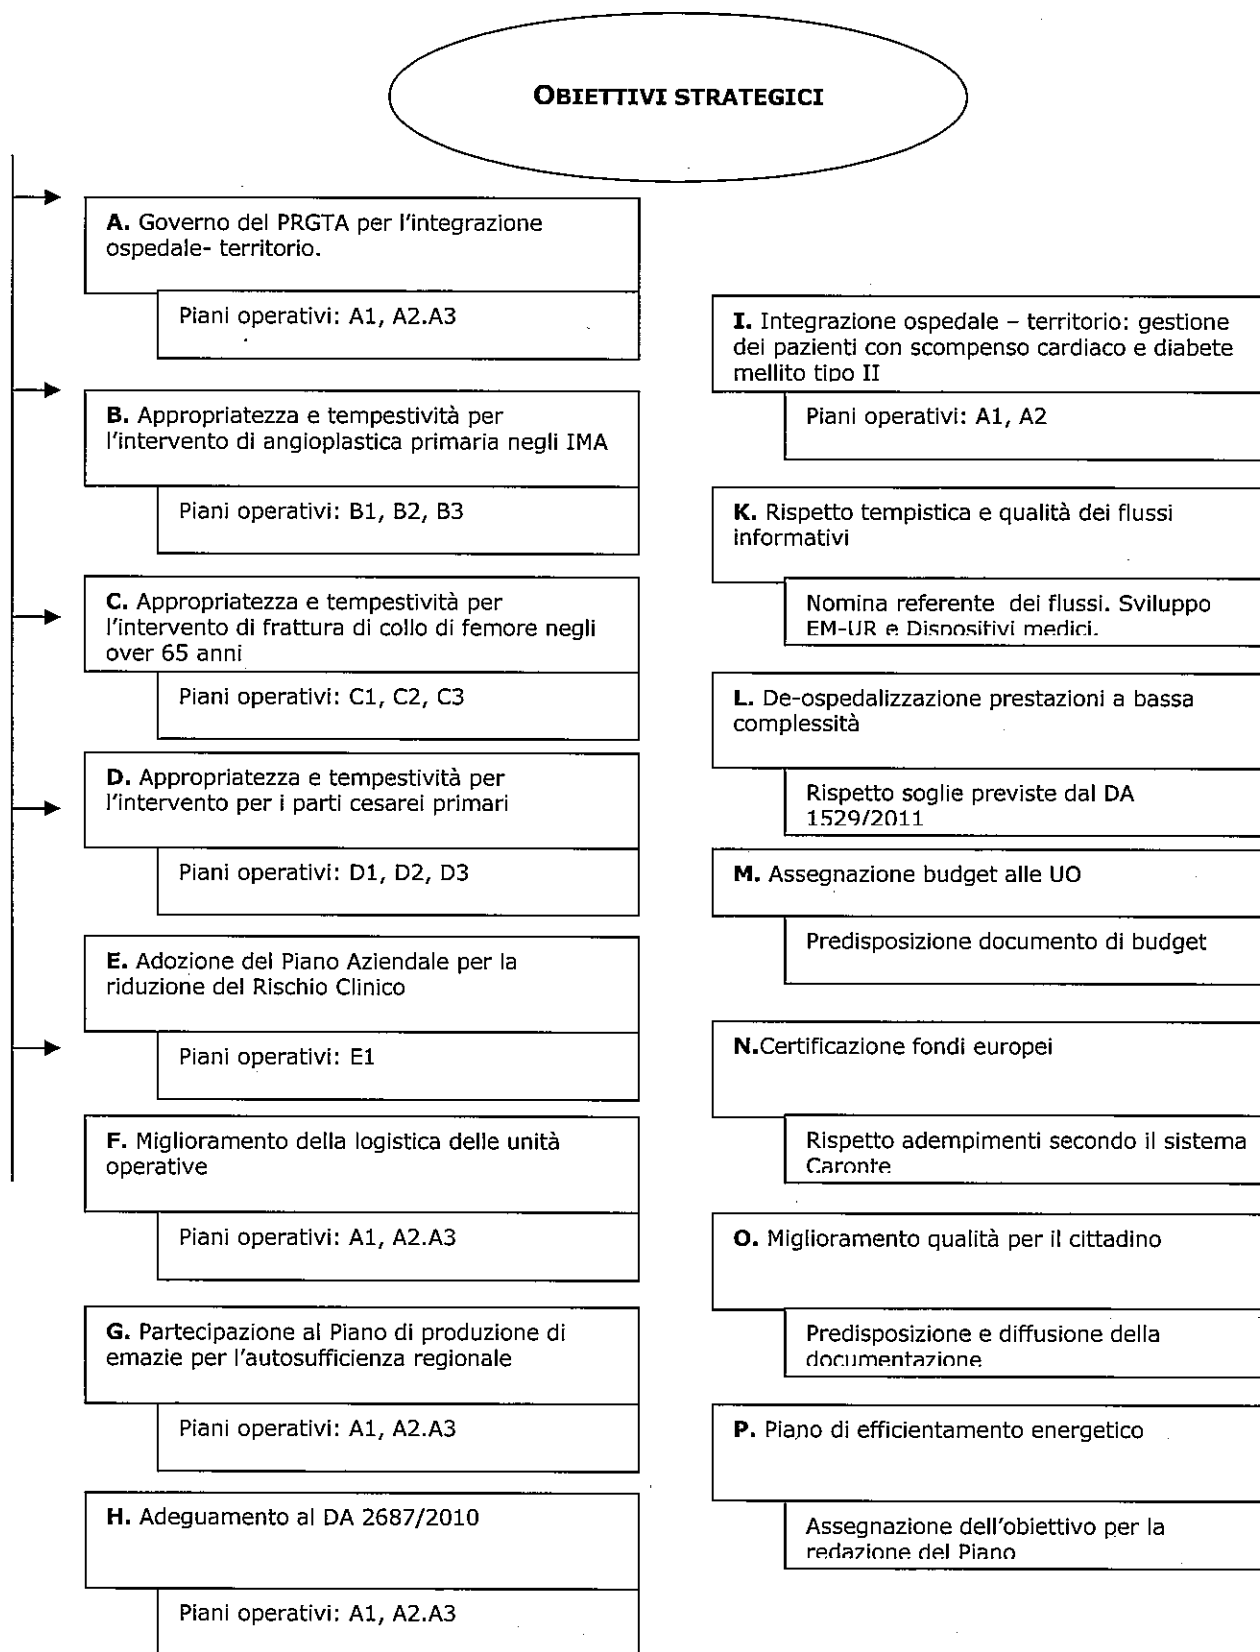 OBIETTIVI STRATEGICI
A. Governo del PRGTA per l'integrazione
ospedale- territorio.
Piani operativi: A1, A2.A3
B. Appropriatezza e tempestività per
l'intervento di angioplastica primaria negli IMA
Piani operativi: B1, B2, B3
C. Appropriatezza e tempestività per
l'intervento di frattura di collo di femore negli
over 65 anni
Piani operativi: C1, C2, C3
D. Appropriatezza e tempestività per
l'intervento per i parti cesarei primari
Piani operativi: D1, D2, D3
E. Adozione del Piano Aziendale per la
riduzione del Rischio Clinico
Piani operativi: E1
F. Miglioramento della logistica delle unità
operative
Piani operativi: A1, A2.A3
G. Partecipazione al Piano di produzione di
emazie per l'autosufficienza regionale
Piani operativi: A1, A2.A3
H. Adeguamento al DA 2687/2010
Piani operativi: A1, A2.A3
I. Integrazione ospedale – territorio: gestione
dei pazienti con scompenso cardiaco e diabete
mellito tipo II
Piani operativi: A1, A2
K. Rispetto tempistica e qualità dei flussi
informativi
Nomina referente dei flussi. Sviluppo
EM-UR e Dispositivi medici.
L. De-ospedalizzazione prestazioni a bassa
complessità
Rispetto soglie previste dal DA
1529/2011
M. Assegnazione budget alle UO
Predisposizione documento di budget
N.Certificazione fondi europei
Rispetto adempimenti secondo il sistema
Caronte
O. Miglioramento qualità per il cittadino
Predisposizione e diffusione della
documentazione
P. Piano di efficientamento energetico
Assegnazione dell'obiettivo per la
redazione del Piano